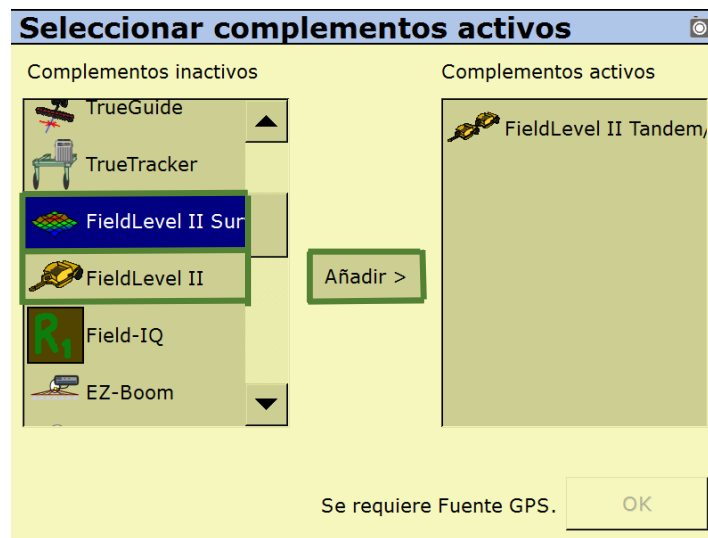 Seleccionar complementos activos
Complementos inactivos
Complementos activos
TrueGuide
TrueTracker
FieldLevel II Sur
FieldLevel II
Field-IQ
EZ-Boom
Añadir >
FieldLevel II Tandem/
Se requiere Fuente GPS.
OK